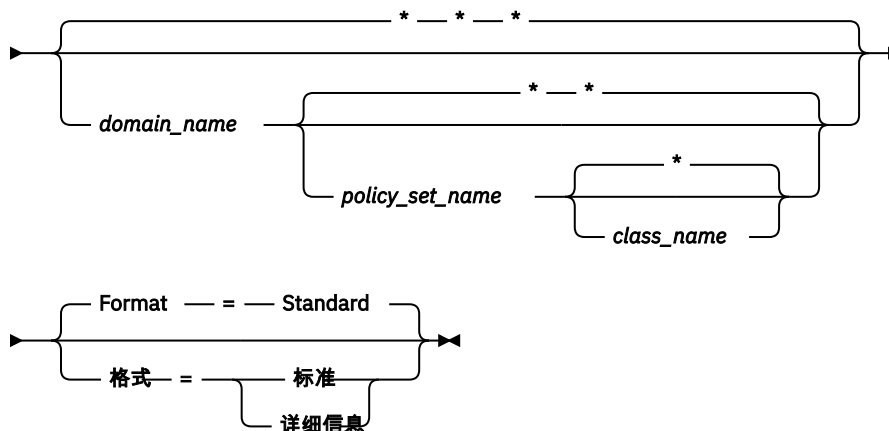 * * *
domain_name
* *
policy_set_name
*
class_name
Format = Standard
格式 = 标准
详细信息